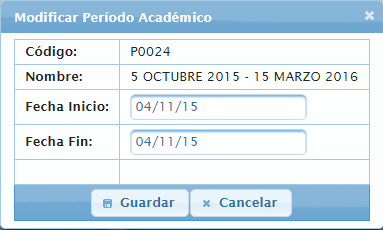 Modificar Período Académico
Código: P0024
Nombre: 5 OCTUBRE 2015 - 15 MARZO 2016
Fecha Inicio: 04/11/15
Fecha Fin: 04/11/15
Guardar Cancelar